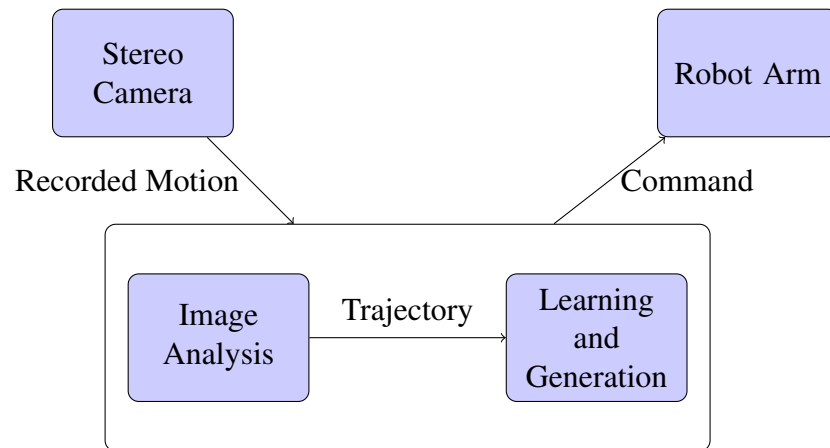 Stereo
Camera
Robot Arm
Recorded Motion
Command
Image
Analysis
Trajectory
Learning
and
Generation